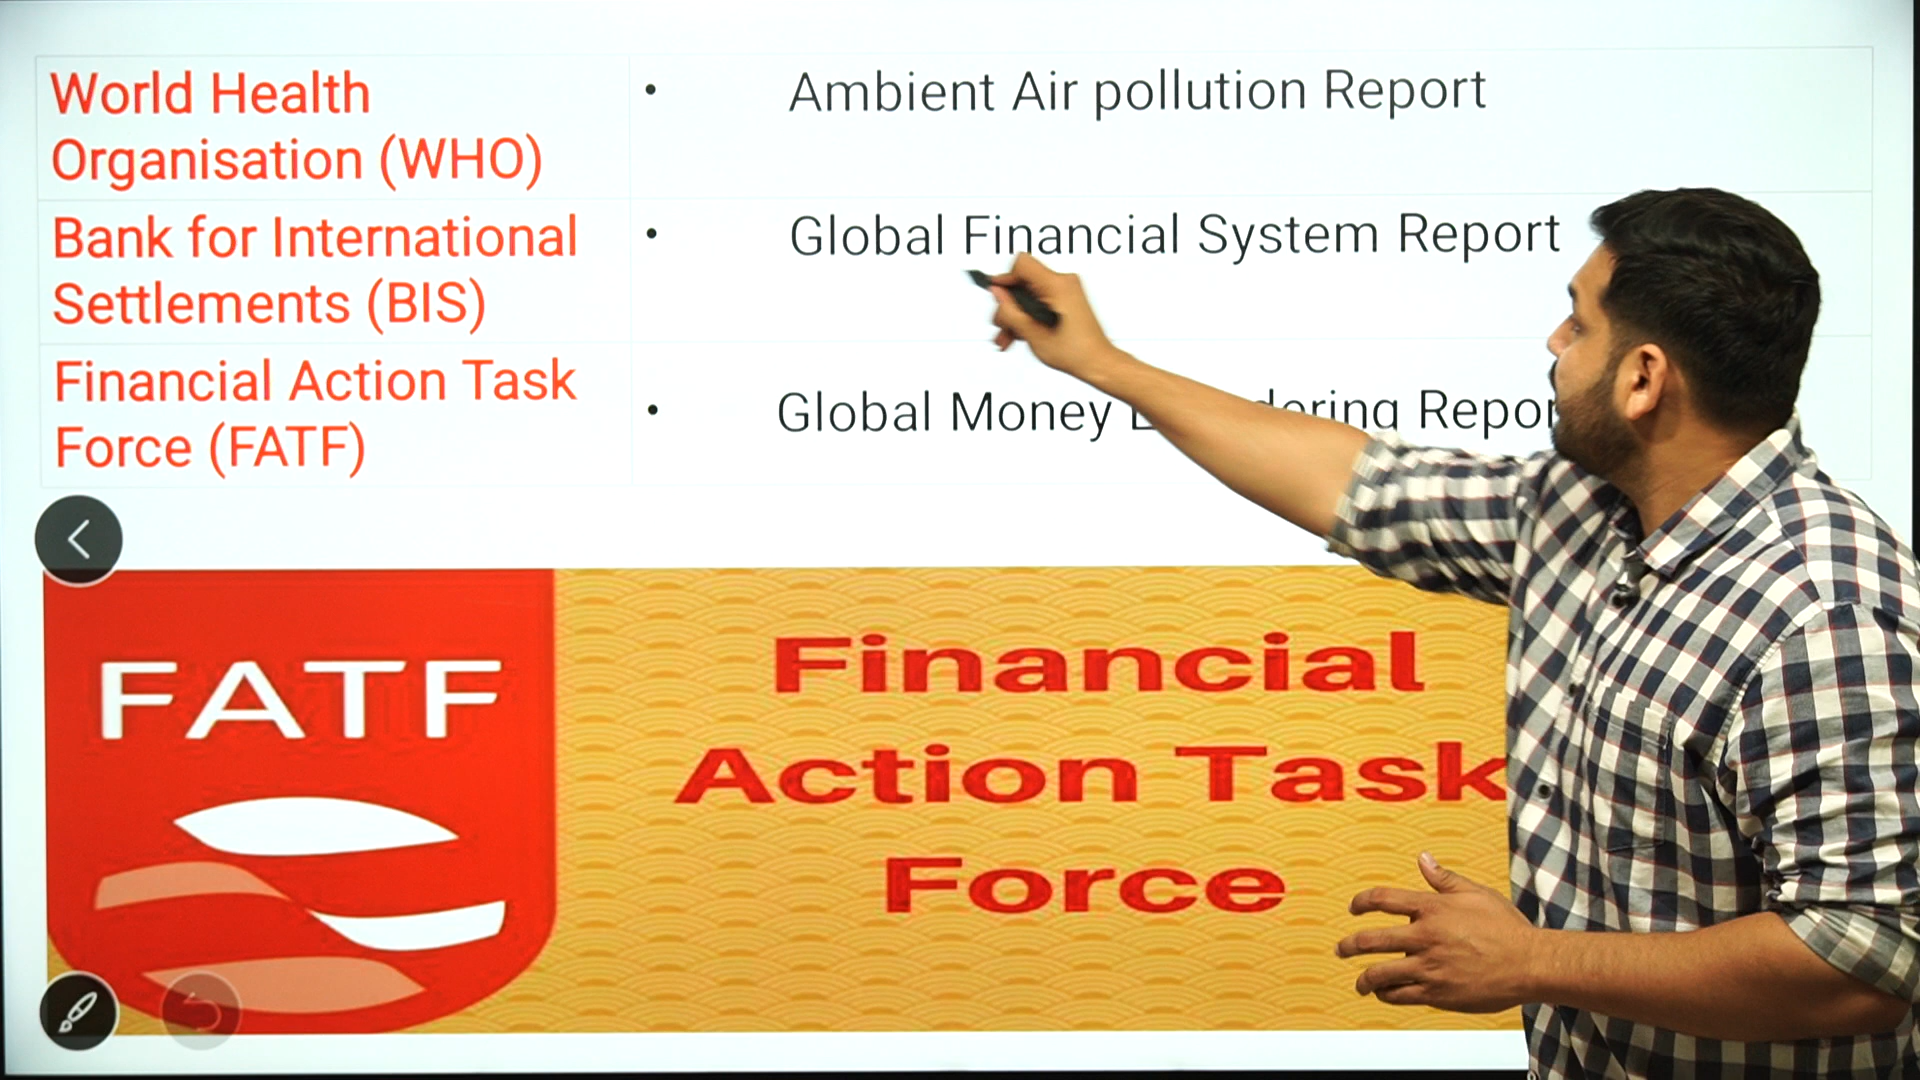 World Health
Organisation (WHO)
• Ambient Air pollution Report
Bank for International
Settlements (BIS)
• Global Financial System Report
Financial Action Task
Force (FATF)
• Global Money
FATF
Financial
Action Task
Force